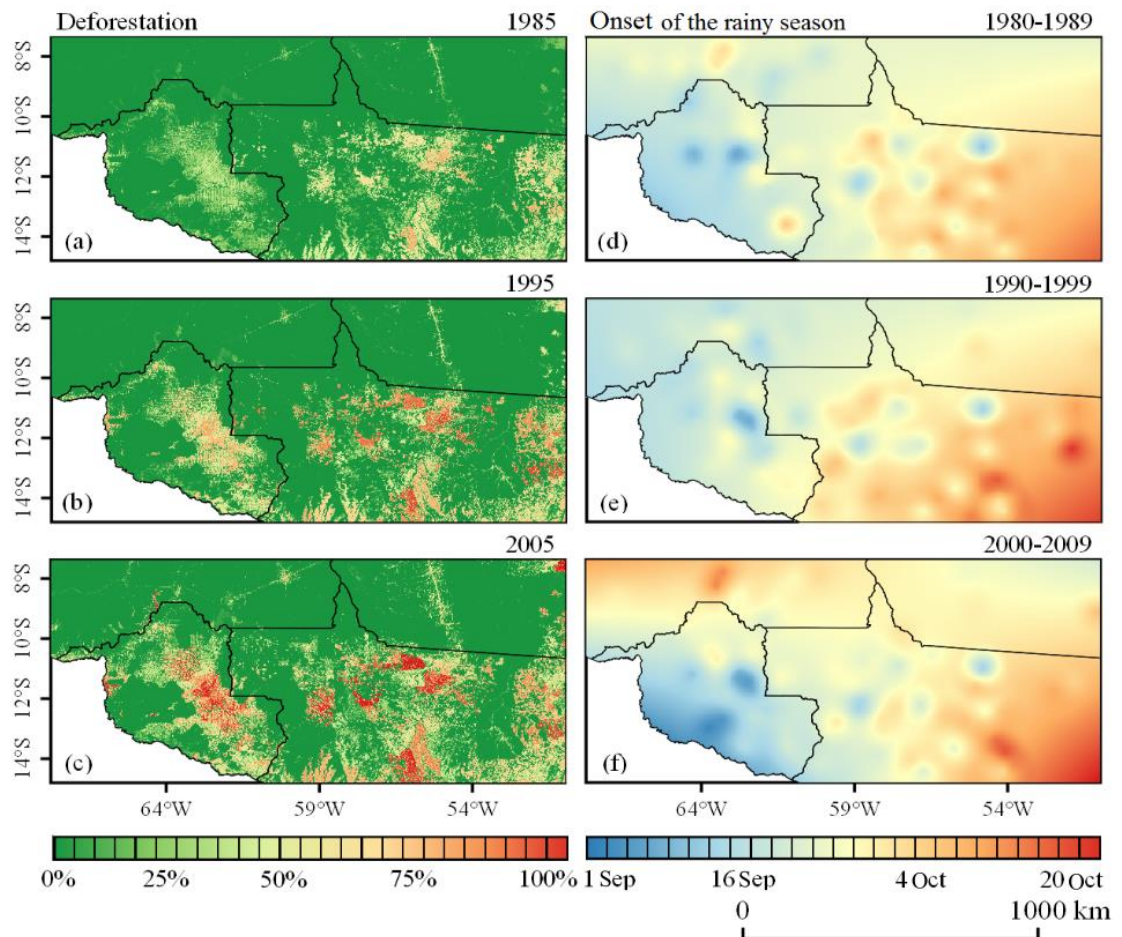 Deforestation 1985 Onset of the rainy season 1980-1989
8°S
10°S
12°S
14°S
(a) (d)
1995 1990-1999
8°S
10°S
12°S
14°S
(b) (e)
2005 2000-2009
8°S
10°S
12°S
14°S
(c) (f)
64°W 59°W 54°W 64°W 59°W 54°W
0% 25% 50% 75% 100% 1 Sep 16 Sep 4 Oct 20 Oct
0 1000 km